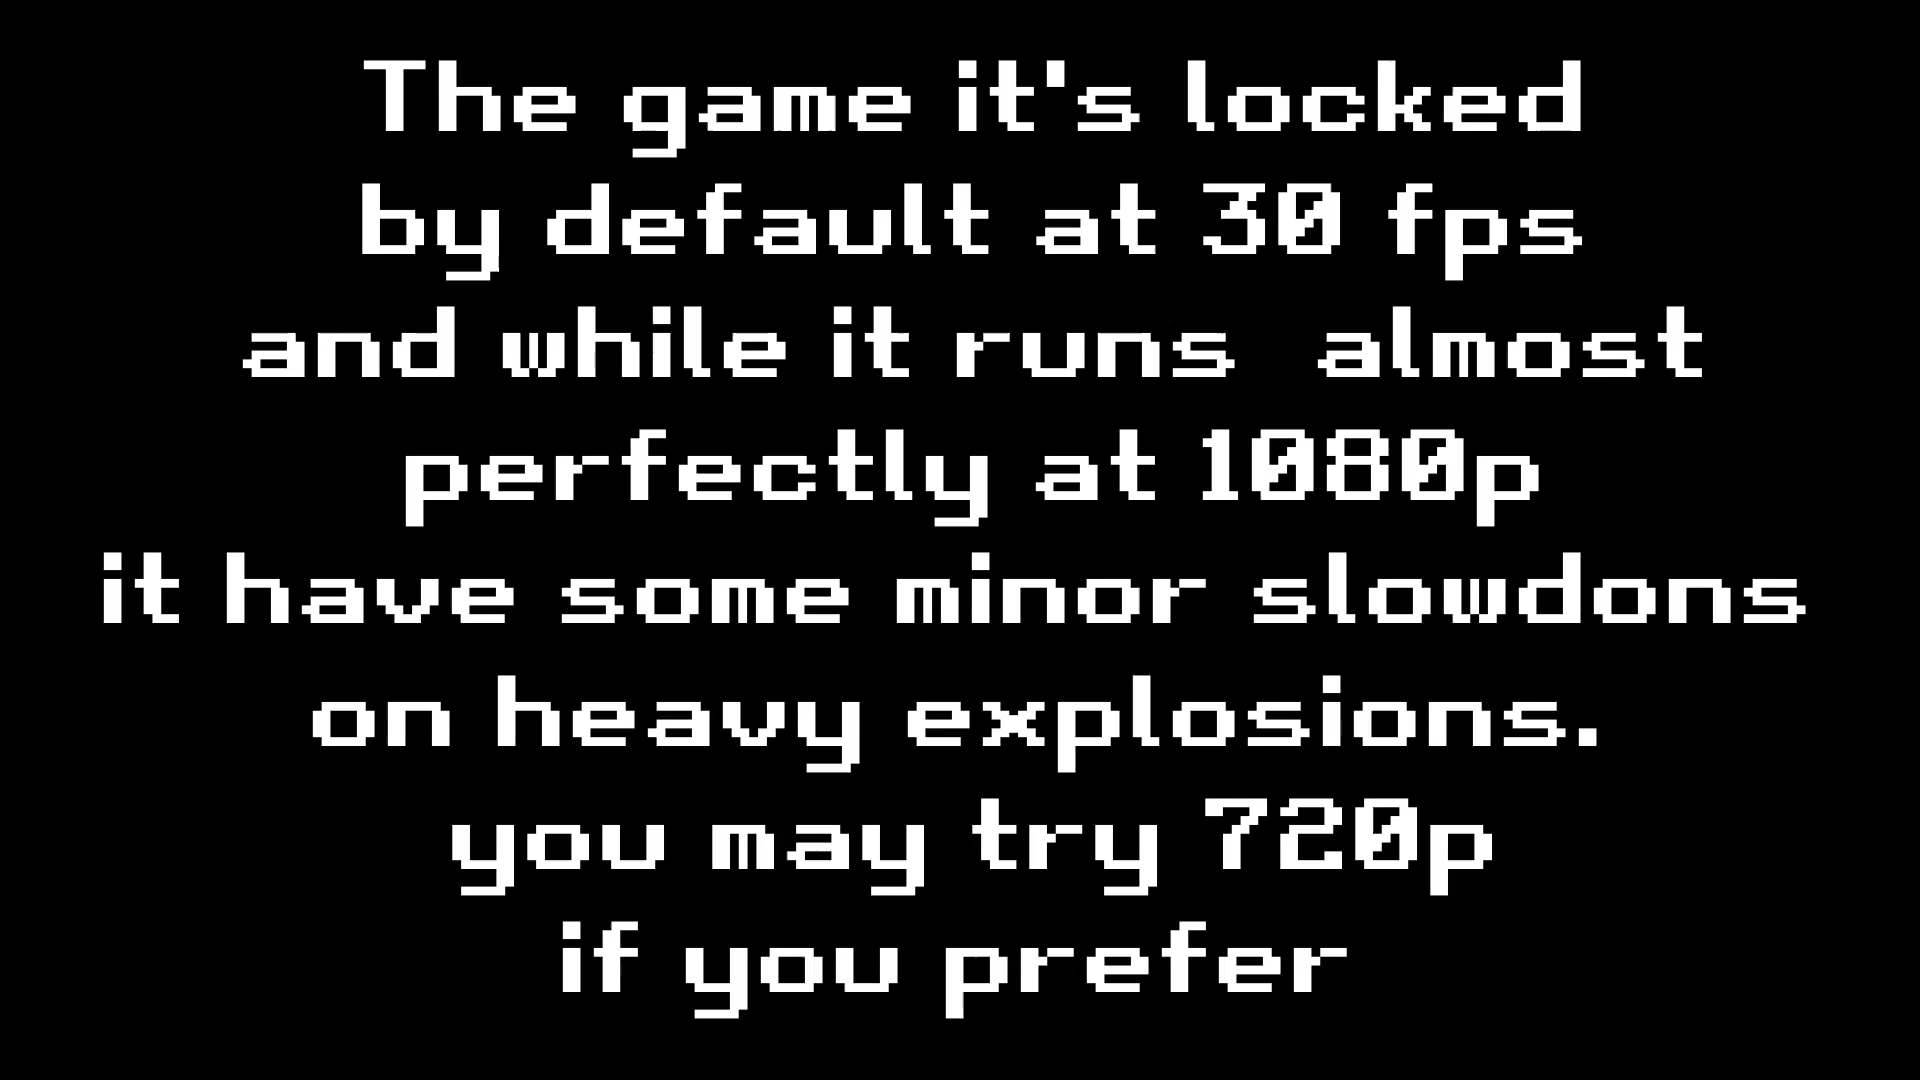 The game it's locked
by default at 30 fps
and while it runs  almost
perfectly at 1080p
it have some minor slowdons
on heavy explosions.
you may try 720p
if you prefer